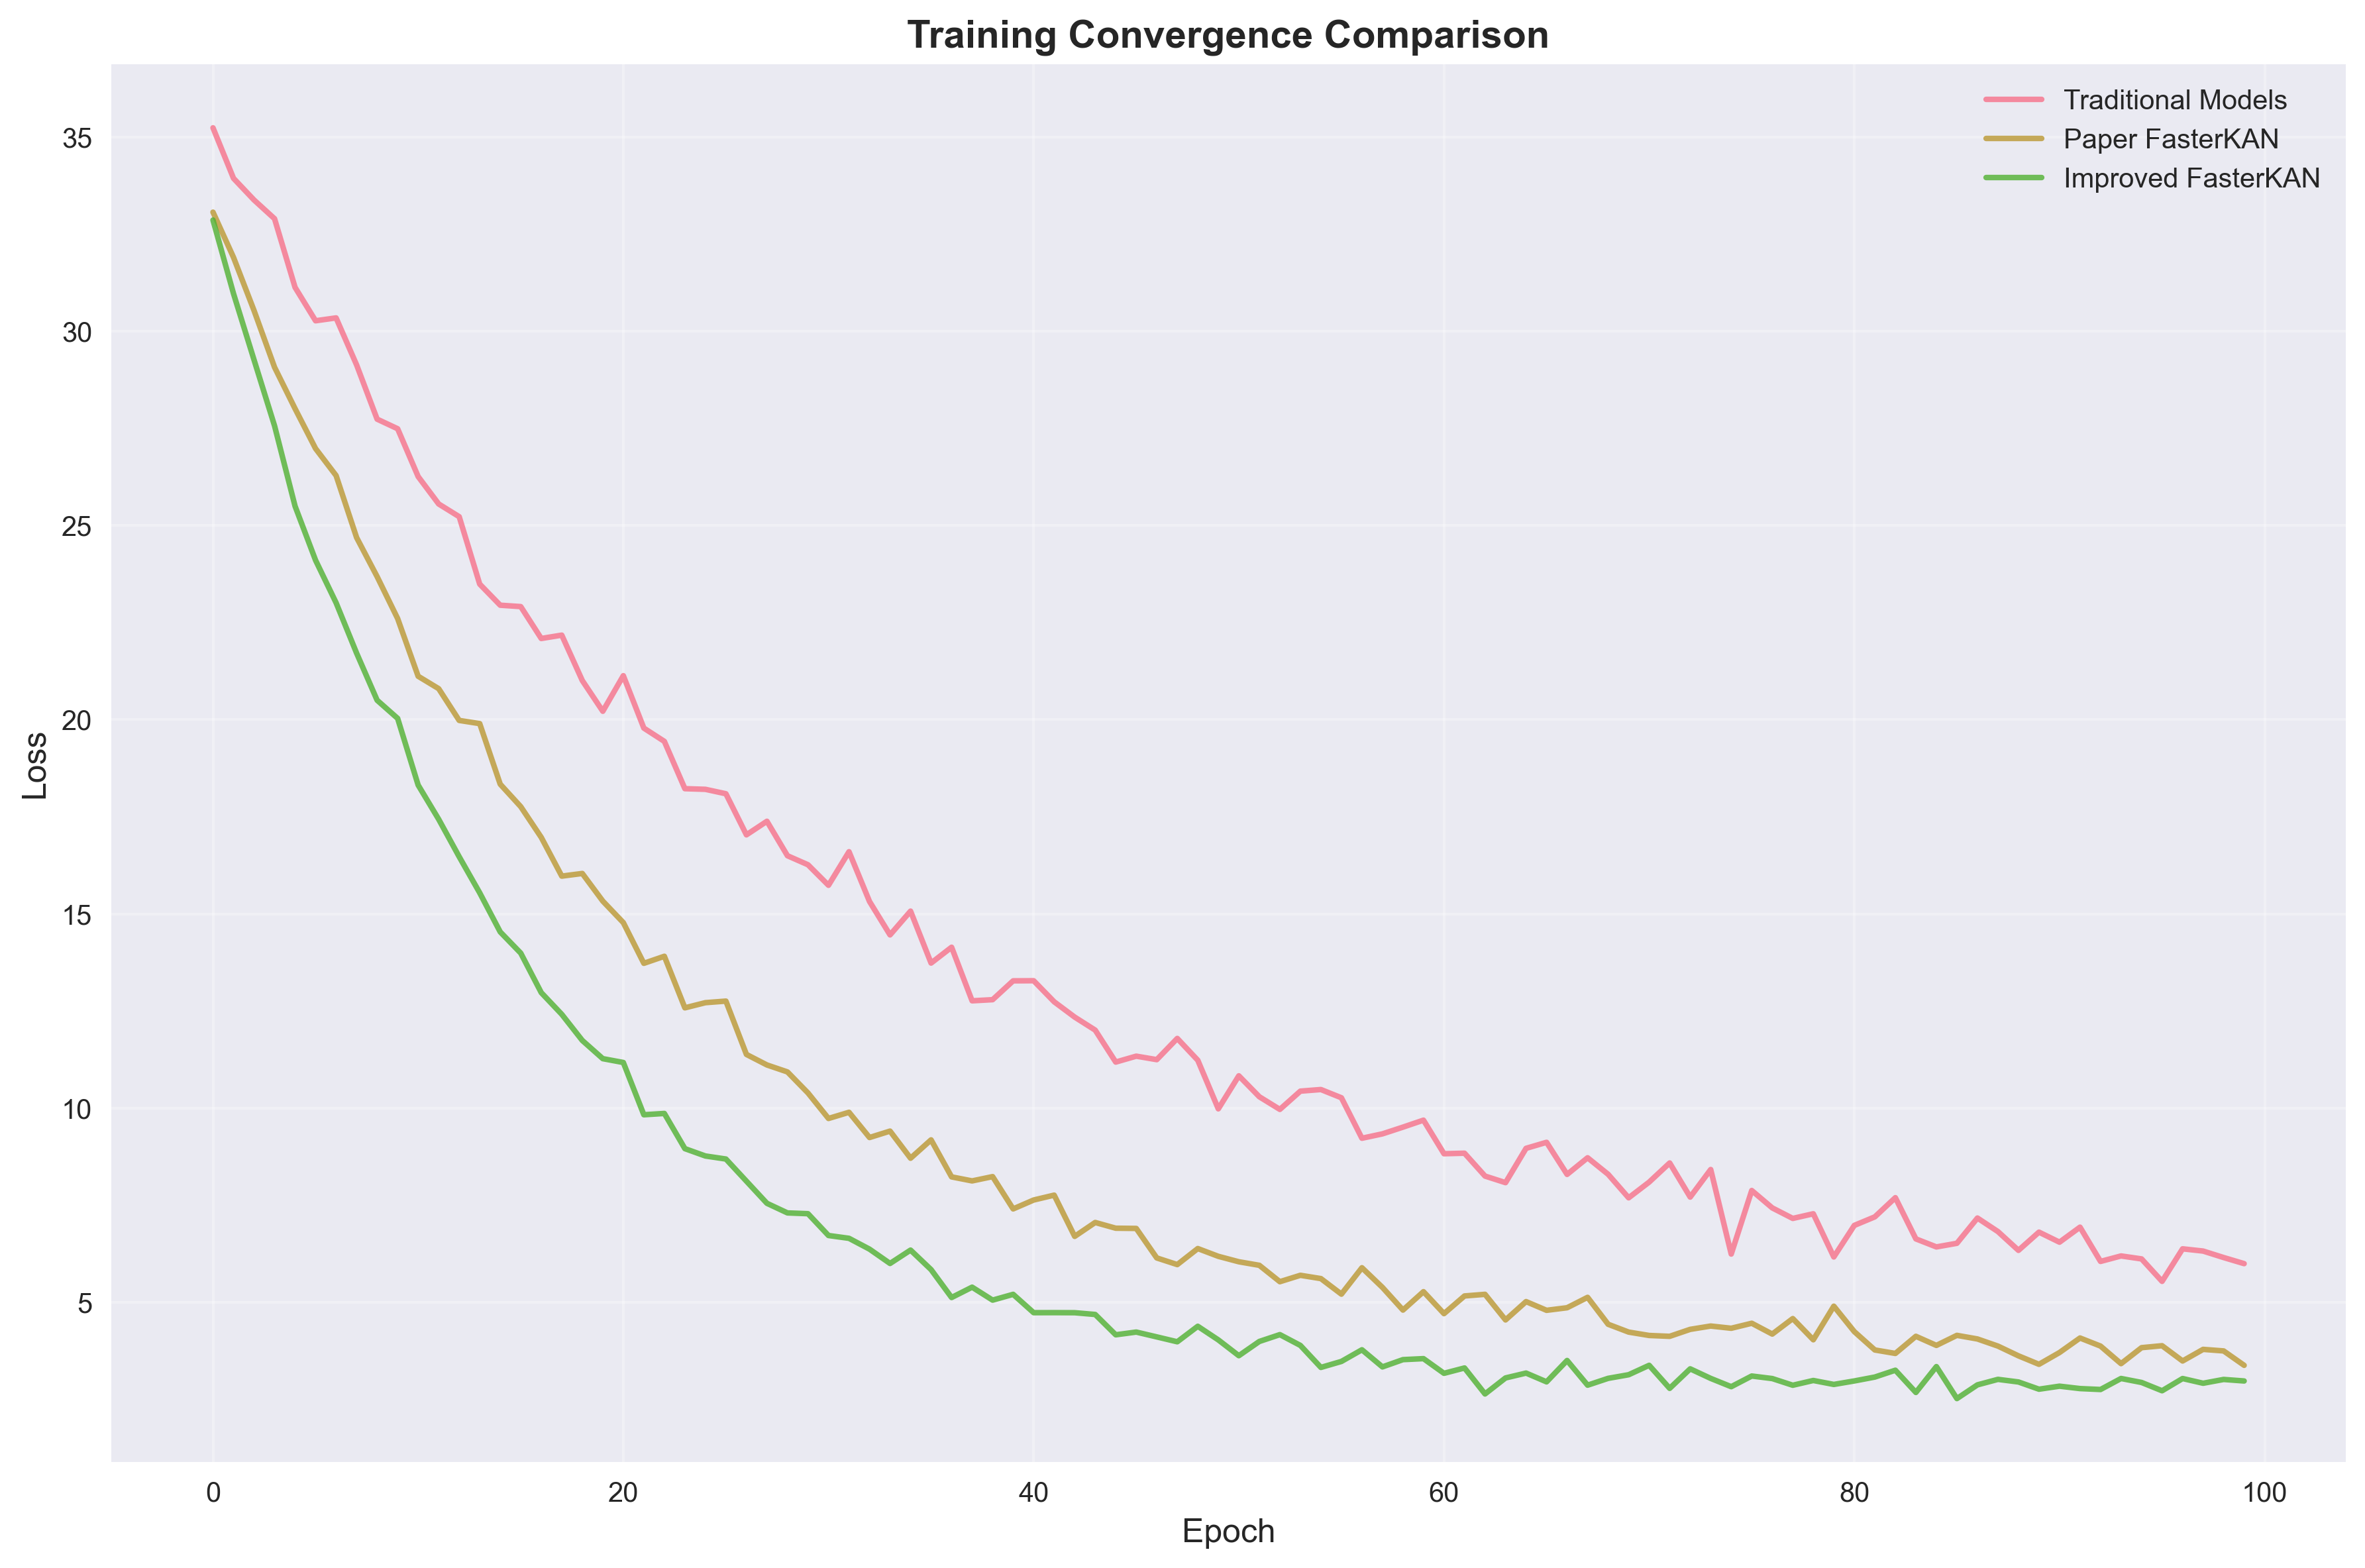 Training Convergence Comparison
Traditional Models
Paper FasterKAN
Improved FasterKAN
35
30
25
20
15
10
5
Loss
0 20 40 60 80 100
Epoch